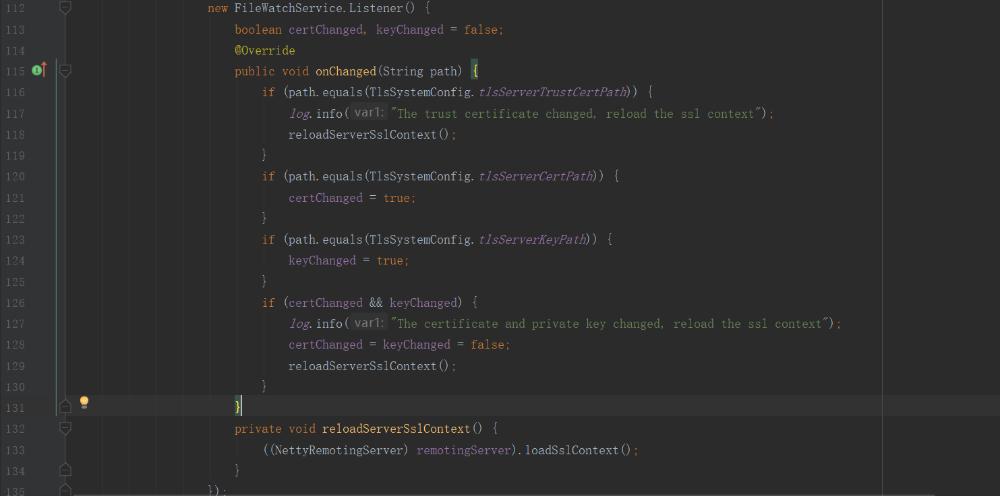 112 new FileWatchService.Listener() {
113 boolean certChanged, keyChanged = false;
114 @Override
115 public void onChanged(String path) {
116 if (path.equals(TlsSystemConfig.tlsServerTrustCertPath)) {
117 log.info( var1: "The trust certificate changed, reload the ssl context");
118 reloadServerSslContext();
119 }
120 if (path.equals(TlsSystemConfig.tlsServerCertPath)) {
121 certChanged = true;
122 }
123 if (path.equals(TlsSystemConfig.tlsServerKeyPath)) {
124 keyChanged = true;
125 }
126 if (certChanged && keyChanged) {
127 log.info( var1: "The certificate and private key changed, reload the ssl context");
128 certChanged = keyChanged = false;
129 reloadServerSslContext();
130 }
131 }
132 private void reloadServerSslContext() {
133 ((NettyRemotingServer) remotingServer).loadSslContext();
134 }
135 });